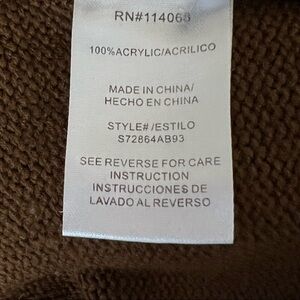 RN#114068
100%ACRYLIC/ACRILICO
MADE IN CHINA/
HECHO EN CHINA
STYLE#/ESTILO
S72864AB93
SEE REVERSE FOR CARE
INSTRUCTION
INSTRUCCIONES DE
LAVADO AL REVERSO